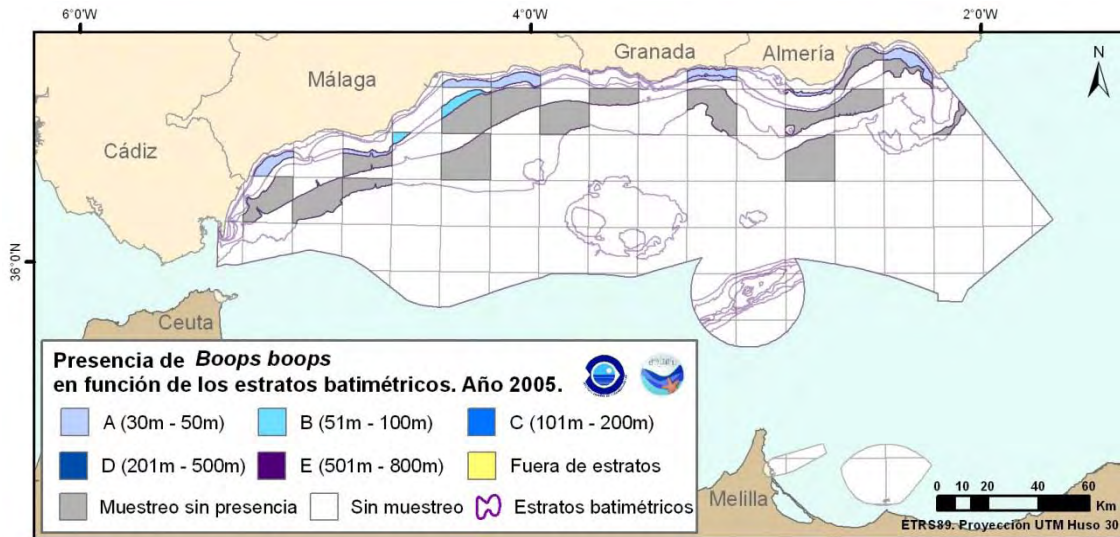 6°0'W
4°0'W
2°0'W
Granada
Almería
N
Málaga
Cádiz
36°0'N
Ceuta
Presencia de Boops boops
en función de los estratos batimétricos. Año 2005.
A (30m - 50m)
B (51m - 100m)
C (101m - 200m)
D (201m - 500m)
E (501m - 800m)
Fuera de estratos
Muestreo sin presencia
Sin muestreo
Estratos batimétricos
Melilla
0 10 20 40 60
Km
ETRS89. Proyección UTM Huso 30